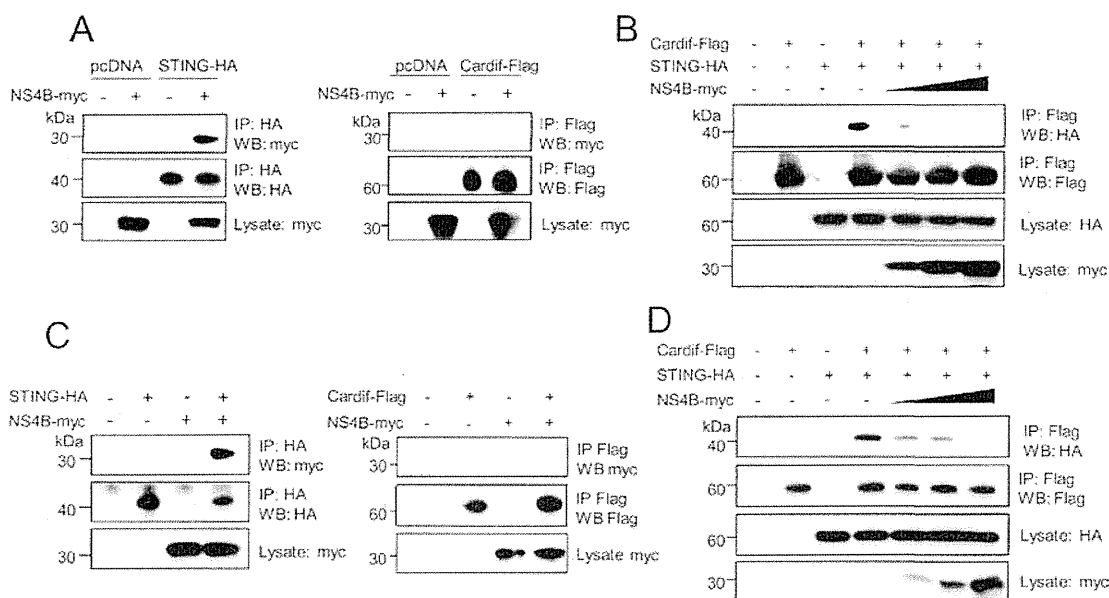 A
pcDNA STING-HA
NS4B-myc - + - +
kDa
30
IP: HA
WB: myc
40
IP: HA
WB: HA
30
Lysate: myc
pcDNA Cardif-Flag
NS4B-myc - + - +
kDa
30
IP: Flag
WB: myc
60
IP: Flag
WB: Flag
30
Lysate: myc
B
Cardif-Flag - + - + + + +
STING-HA - - + + + + +
NS4B-myc - - - -
kDa
40
IP: Flag
WB: HA
60
IP: Flag
WB: Flag
60
Lysate: HA
30
Lysate: myc
C
STING-HA - + - +
NS4B-myc - - + +
kDa
30
IP: HA
WB: myc
40
IP: HA
WB: HA
30
Lysate: myc
Cardif-Flag - + - +
NS4B-myc - - + +
kDa
30
IP Flag
WB myc
60
IP Flag
WB Flag
30
Lysate myc
D
Cardif-Flag - + - + + + +
STING-HA - - + + + + +
NS4B-myc - - - -
kDa
40
IP: Flag
WB: HA
60
IP: Flag
WB: Flag
60
Lysate: HA
30
Lysate: myc